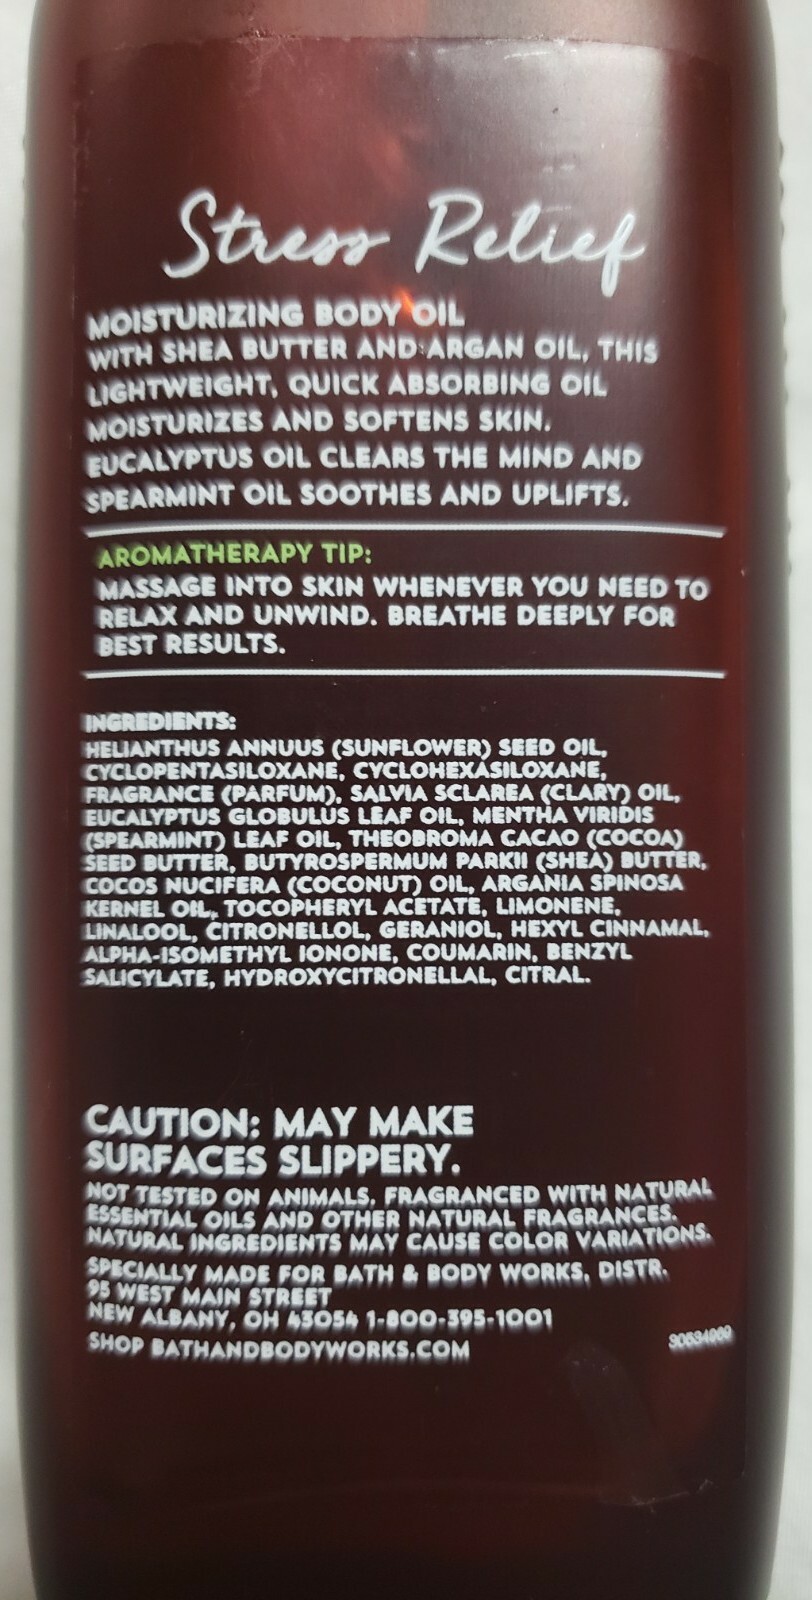 Stress Relief
MOISTURIZING BODY OIL
WITH SHEA BUTTER AND ARGAN OIL, THIS
LIGHTWEIGHT, QUICK ABSORBING OIL
MOISTURIZES AND SOFTENS SKIN.
EUCALYPTUS OIL CLEARS THE MIND AND
SPEARMINT OIL SOOTHES AND UPLIFTS.
AROMATHERAPY TIP:
MASSAGE INTO SKIN WHENEVER YOU NEED TO
RELAX AND UNWIND. BREATHE DEEPLY FOR
BEST RESULTS.
INGREDIENTS:
HELIANTHUS ANNUUS (SUNFLOWER) SEED OIL,
CYCLOPENTASILOXANE, CYCLOHEXASILOXANE,
FRAGRANCE (PARFUM), SALVIA SCLAREA (CLARY) OIL,
EUCALYPTUS GLOBULUS LEAF OIL, MENTHA VIRIDIS
(SPEARMINT) LEAF OIL, THEOBROMA CACAO (COCOA)
SEED BUTTER, BUTYROSPERMUM PARKII (SHEA) BUTTER,
COCOS NUCIFERA (COCONUT) OIL, ARGANIA SPINOSA
KERNEL OIL, TOCOPHERYL ACETATE, LIMONENE,
LINALOOL, CITRONELLOL, GERANIOL, HEXYL CINNAMAL,
ALPHA-ISOMETHYL IONONE, COUMARIN, BENZYL
SALICYLATE, HYDROXYCITRONELLAL, CITRAL.
CAUTION: MAY MAKE
SURFACES SLIPPERY.
NOT TESTED ON ANIMALS. FRAGRANCED WITH NATURAL
ESSENTIAL OILS AND OTHER NATURAL FRAGRANCES.
NATURAL INGREDIENTS MAY CAUSE COLOR VARIATIONS.
SPECIALLY MADE FOR BATH & BODY WORKS, DISTR.
95 WEST MAIN STREET
NEW ALBANY, OH 43054 1-800-395-1001
SHOP BATHANDBODYWORKS.COM